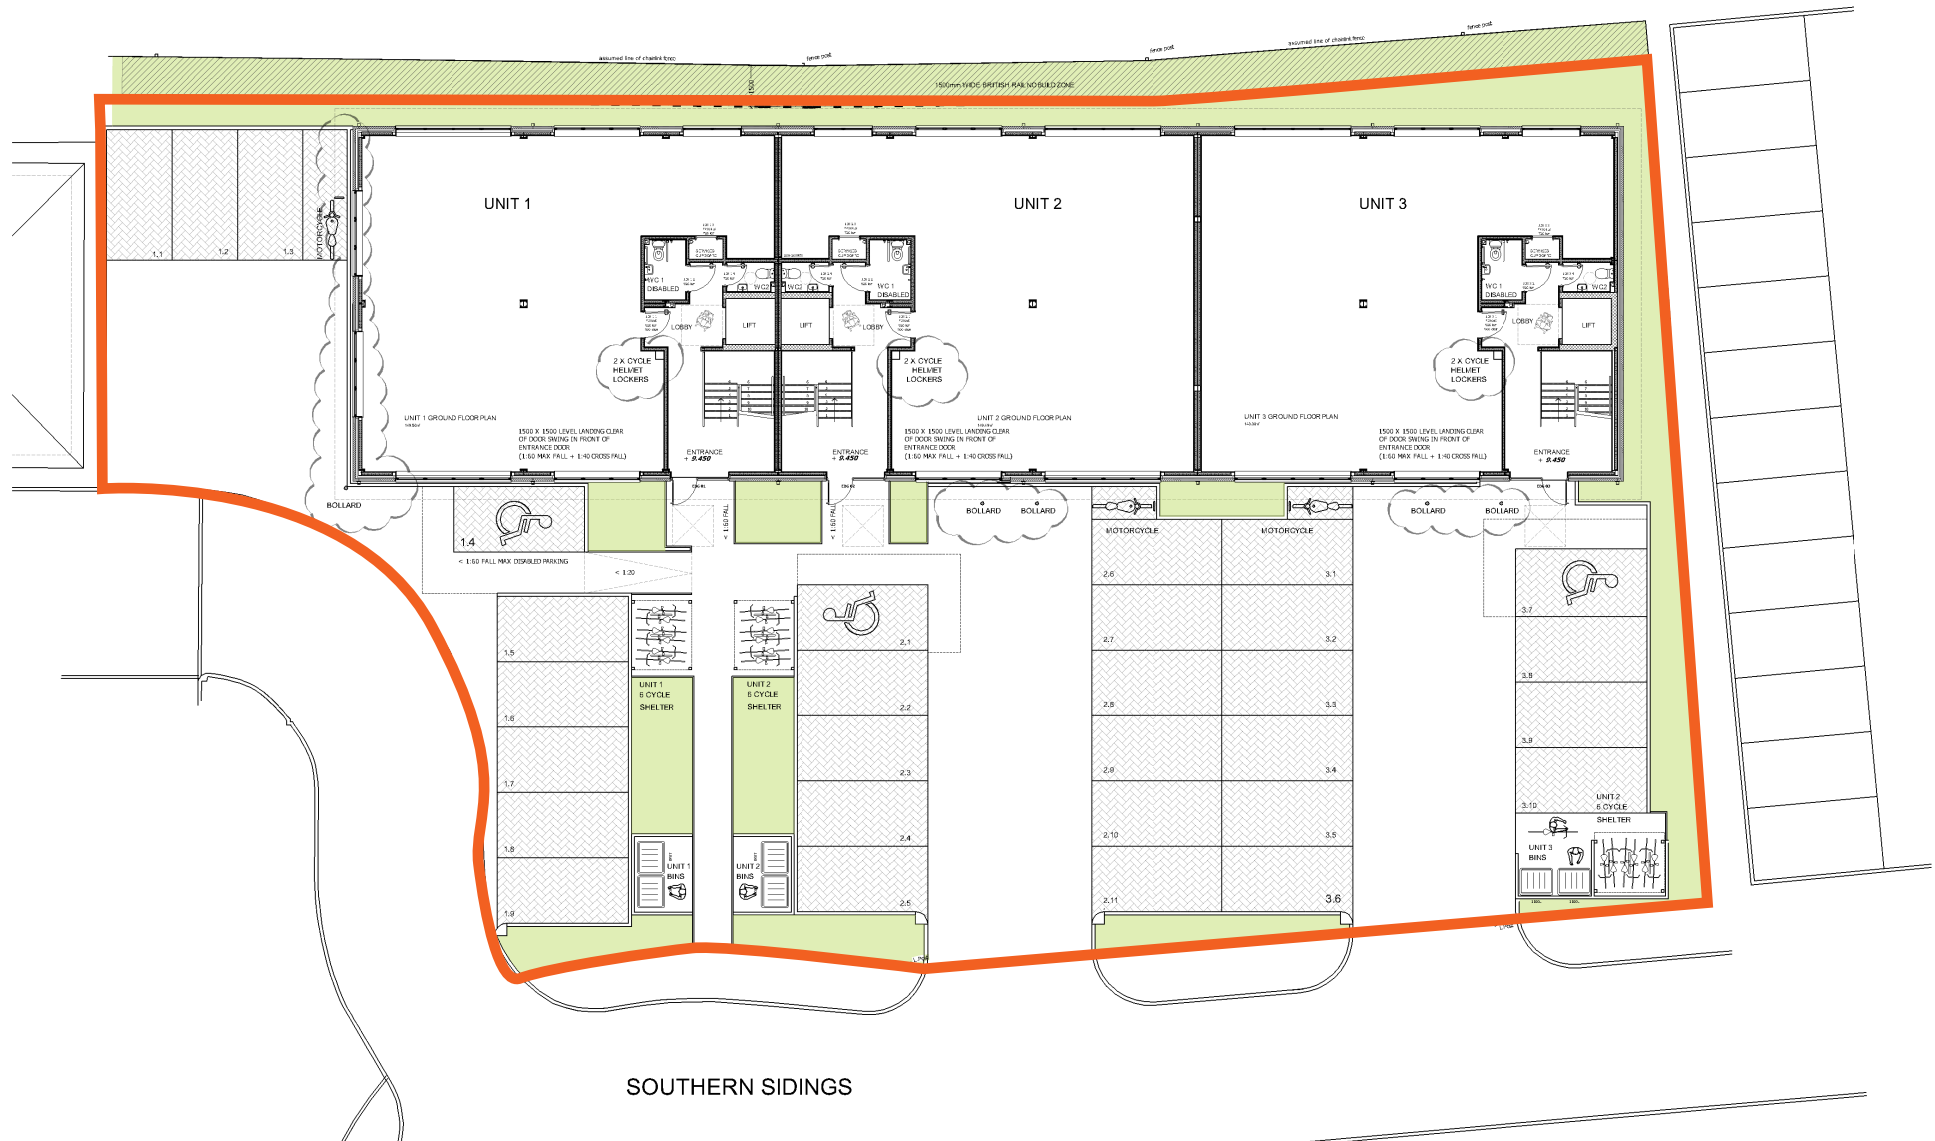 fence post
assumed line of chainlink fence
fence post
assumed line of chainlink fence
fence post
1500mm WIDE BRITISH RAIL NO BUILD ZONE
1500
UNIT 1
UNIT 2
UNIT 3
MOTORCYCLE
1.1
1.2
1.3
SERVICES
CUPBOARD
SERVICES
CUPBOARD
SERVICES
CUPBOARD
WC 1
DISABLED
WC2
WC2
WC 1
DISABLED
WC 1
DISABLED
WC2
LOBBY
LIFT
LIFT
LOBBY
LOBBY
LIFT
2 X CYCLE
HELMET
LOCKERS
2 X CYCLE
HELMET
LOCKERS
2 X CYCLE
HELMET
LOCKERS
UNIT 1 GROUND FLOOR PLAN
UNIT 2 GROUND FLOOR PLAN
UNIT 3 GROUND FLOOR PLAN
1500 X 1500 LEVEL LANDING CLEAR
OF DOOR SWING IN FRONT OF
ENTRANCE DOOR
(1:60 MAX FALL + 1:40 CROSS FALL)
1500 X 1500 LEVEL LANDING CLEAR
OF DOOR SWING IN FRONT OF
ENTRANCE DOOR
(1:60 MAX FALL + 1:40 CROSS FALL)
1500 X 1500 LEVEL LANDING CLEAR
OF DOOR SWING IN FRONT OF
ENTRANCE DOOR
(1:60 MAX FALL + 1:40 CROSS FALL)
ENTRANCE
+ 9.450
ENTRANCE
+ 9.450
ENTRANCE
+ 9.450
BOLLARD
BOLLARD
BOLLARD
BOLLARD
BOLLARD
< 1:60 FALL
< 1:60 FALL
MOTORCYCLE
MOTORCYCLE
1.4
< 1:60 FALL MAX DISABLED PARKING
< 1:20
2.6
3.1
3.7
1.5
2.1
2.7
3.2
UNIT 1
6 CYCLE
SHELTER
UNIT 2
6 CYCLE
SHELTER
1.6
2.2
2.8
3.3
3.8
1.7
2.3
2.9
3.4
3.9
1.8
2.4
2.10
3.5
3.10
UNIT 2
6 CYCLE
SHELTER
UNIT 1
BINS
UNIT 2
BINS
UNIT 3
BINS
1.9
2.5
2.11
3.6
SOUTHERN SIDINGS